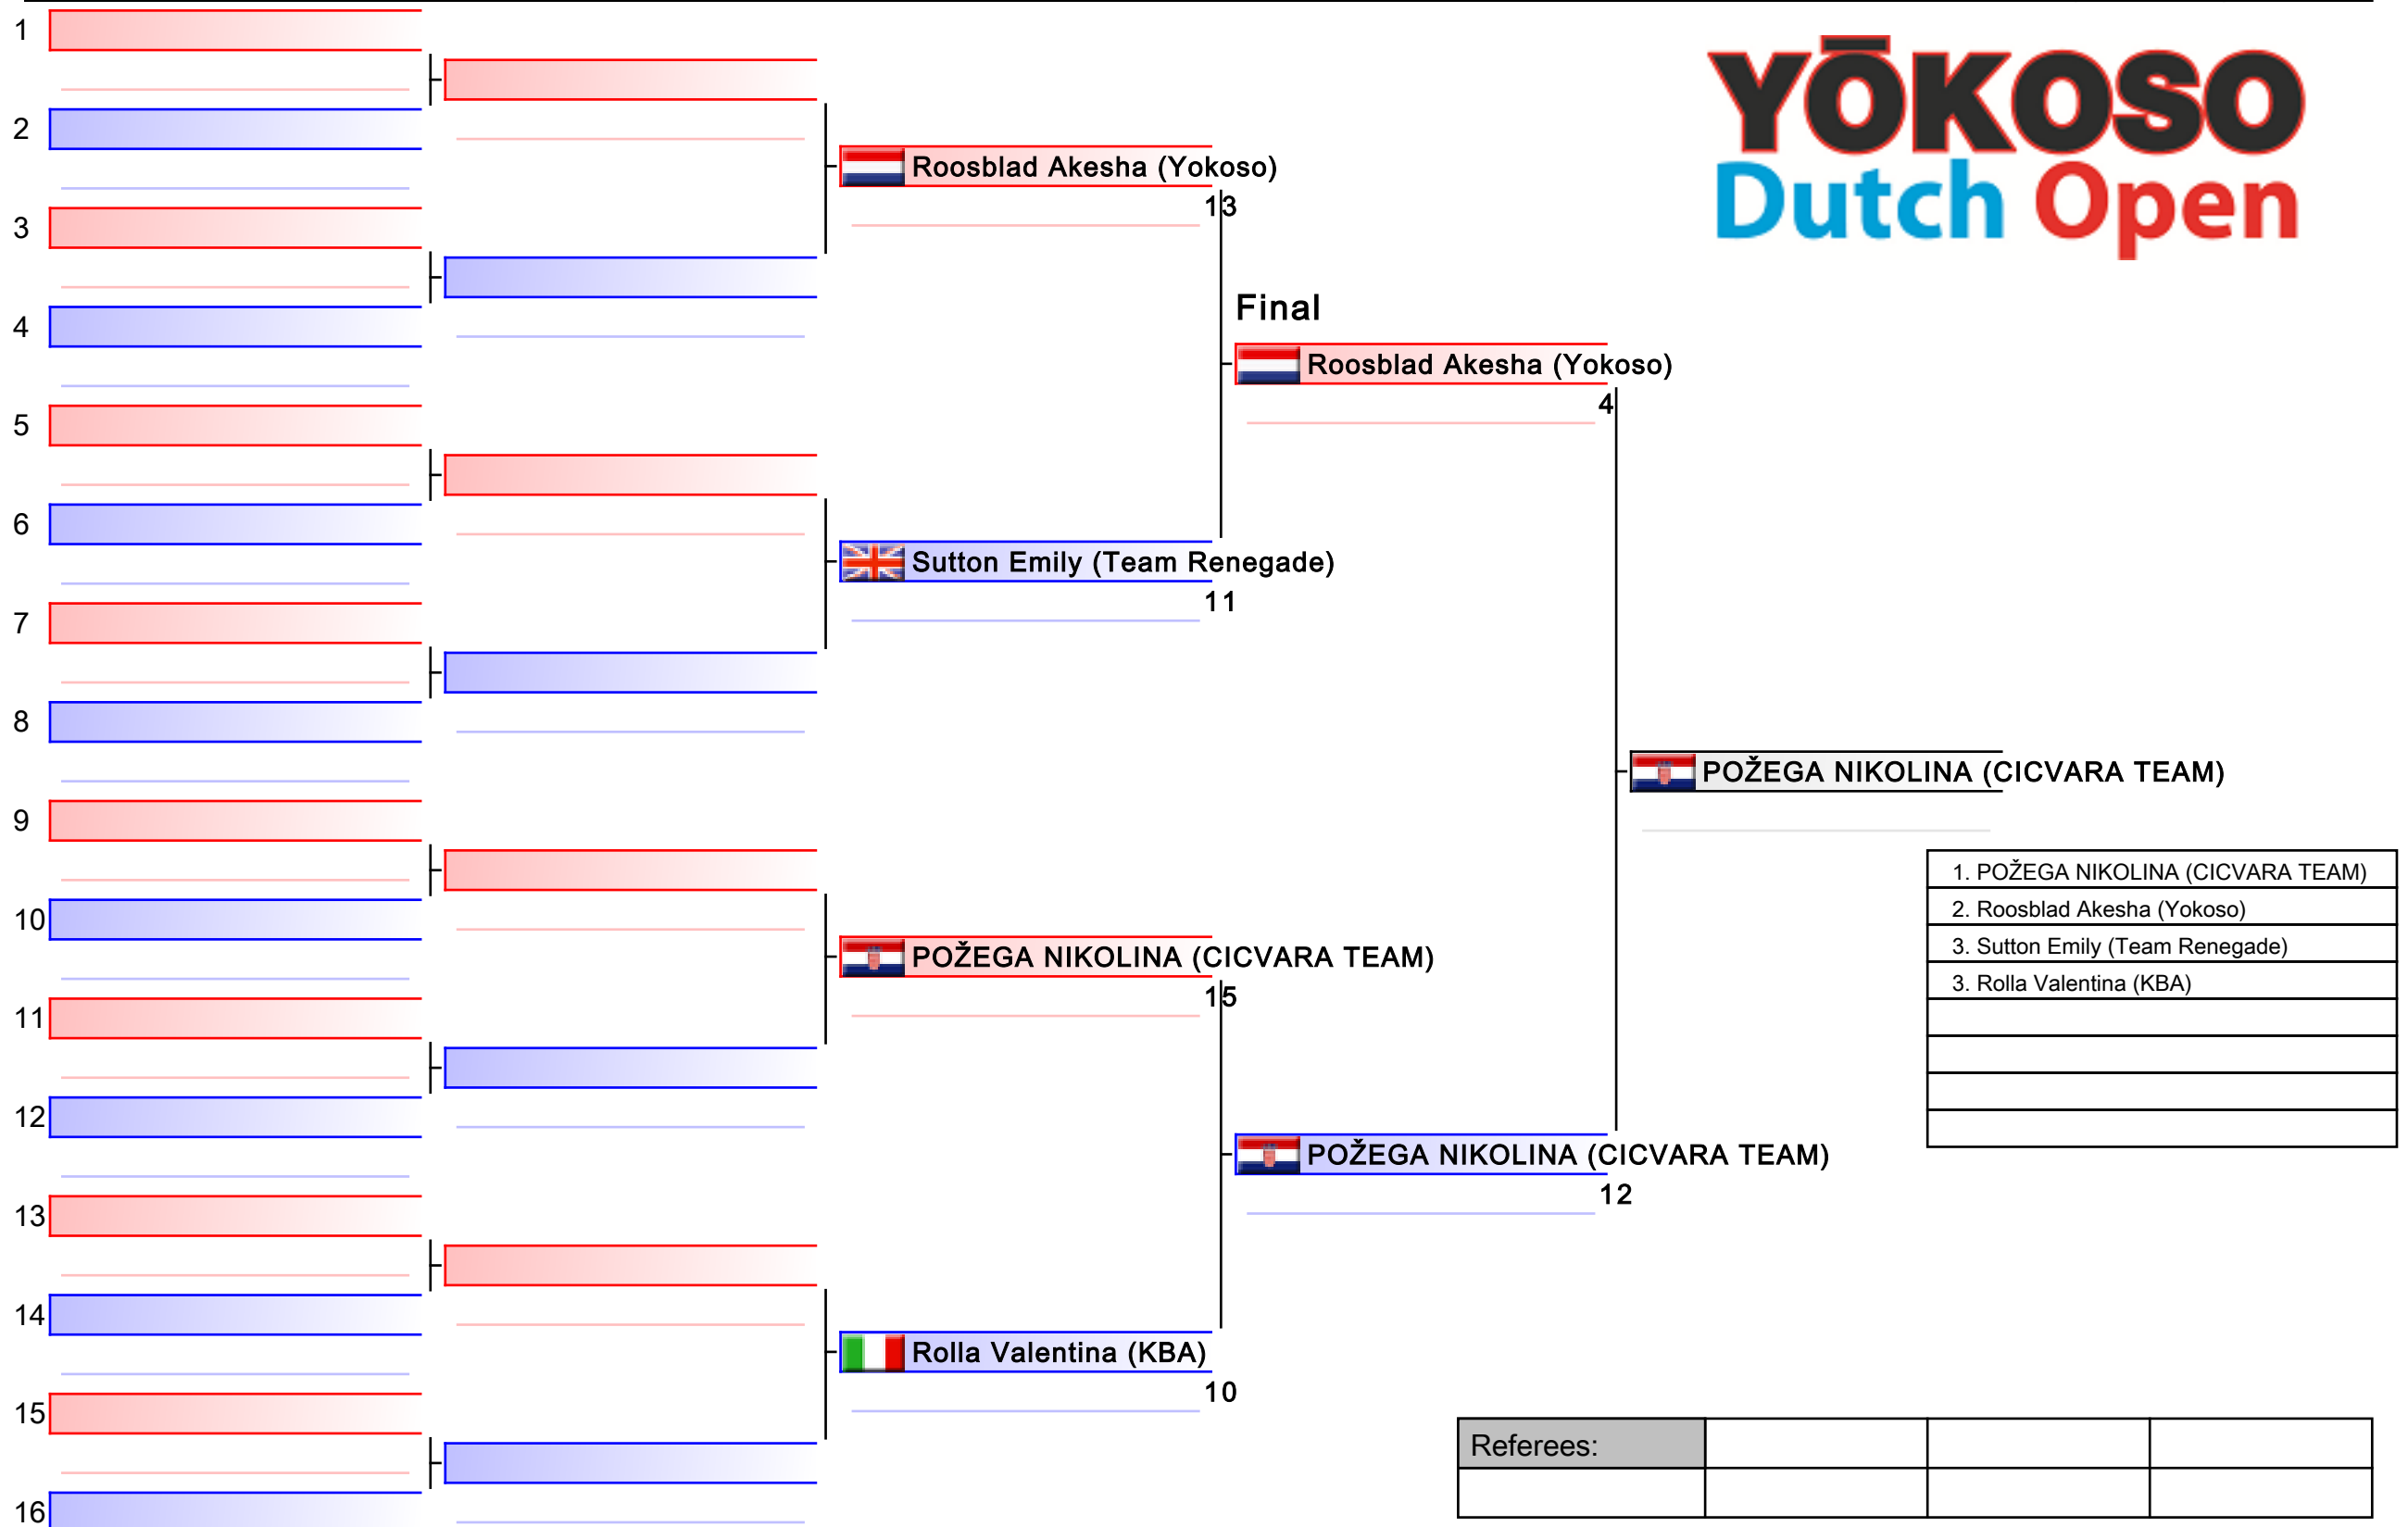 1
2
3
4
5
6
7
8
9
10
11
12
13
14
15
16
Roosblad Akesha (Yokoso)
13
Sutton Emily (Team Renegade)
11
POŽEGA NIKOLINA (CICVARA TEAM)
15
Rolla Valentina (KBA)
10
Final
Roosblad Akesha (Yokoso)
4
POŽEGA NIKOLINA (CICVARA TEAM)
12
YŌKOSO
Dutch Open
POŽEGA NIKOLINA (CICVARA TEAM)
1. POŽEGA NIKOLINA (CICVARA TEAM)
2. Roosblad Akesha (Yokoso)
3. Sutton Emily (Team Renegade)
3. Rolla Valentina (KBA)
Referees: